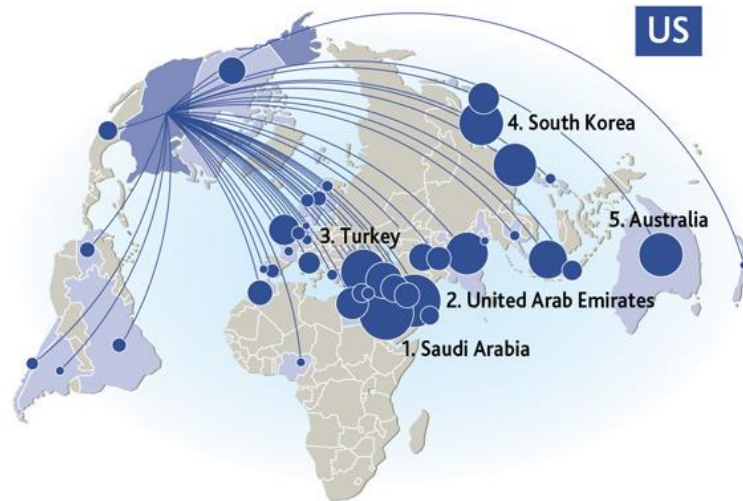 US
4. South Korea
5. Australia
3. Turkey
2. United Arab Emirates
1. Saudi Arabia